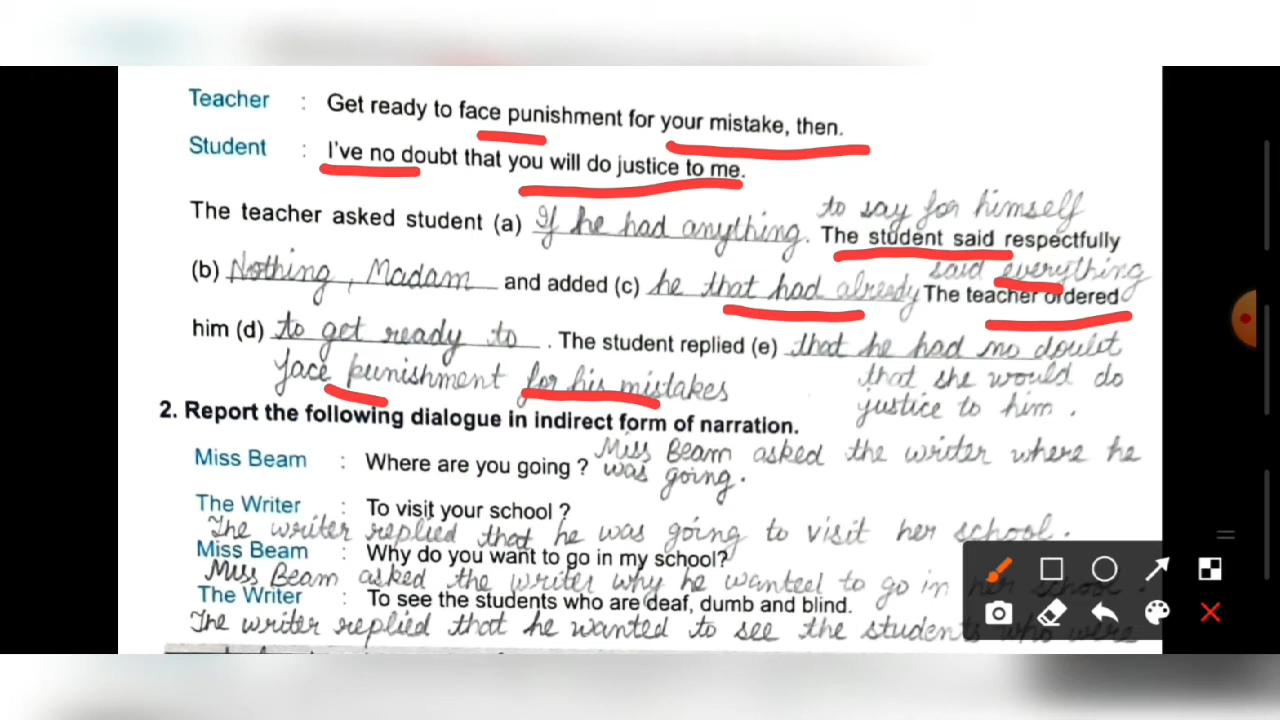 Teacher : Get ready to face punishment for your mistake, then.
Student : I've no doubt that you will do justice to me.
to say for himself
The teacher asked student (a) If he had anything. The student said respectfully
said everything
(b) Nothing, Madam and added (c) he that had already The teacher ordered
him (d) to get ready to . The student replied (e) that he had no doubt
face punishment for his mistakes that she would do
justice to him.
2. Report the following dialogue in indirect form of narration.
Miss Beam : Where are you going ? Miss Beam asked the writer where he
was going.
The Writer : To visit your school ?
The writer replied that he was going to visit her school.
Miss Beam : Why do you want to go in my school?
Miss Beam asked the writer why he wanted to go in her school.
The Writer : To see the students who are deaf, dumb and blind.
The writer replied that he wanted to see the students who were